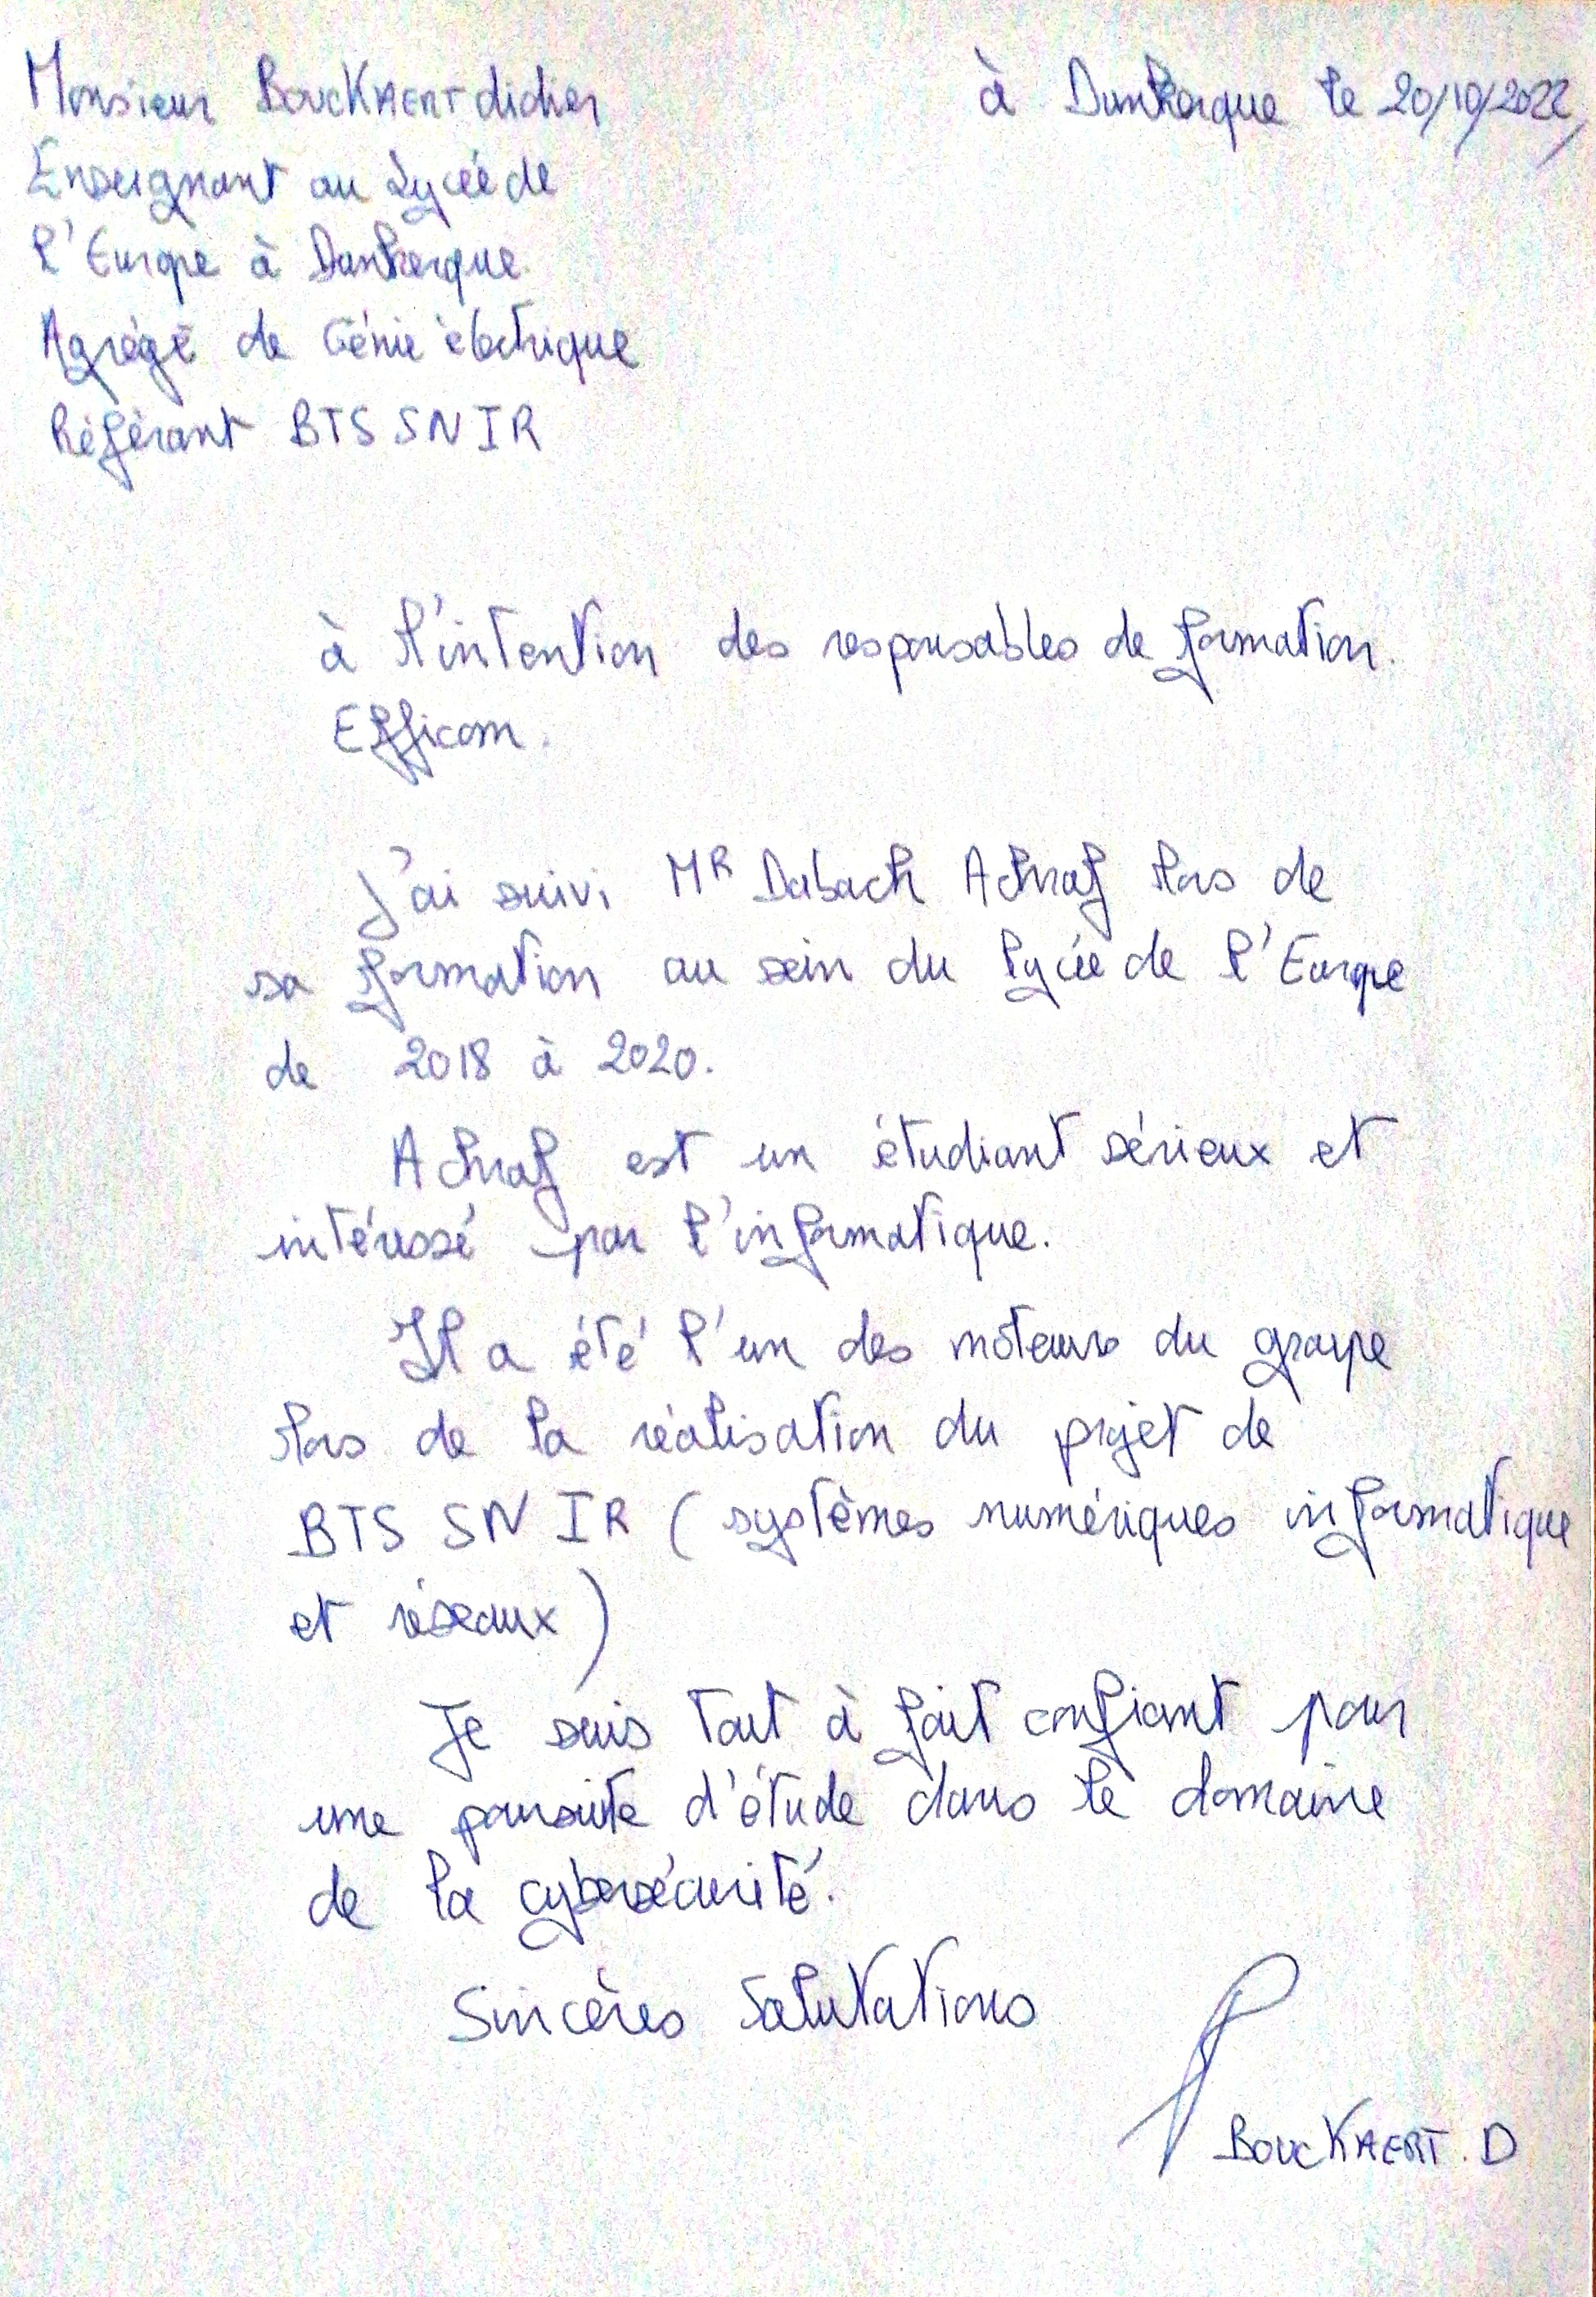 Monsieur BoucKAERT didier
à Dunkerque le 20/10/2022,
Enseignant au Lycée de
l'Europe à Dunkerque.
Agrégé de Génie électrique
Référant BTS SN IR
à l'intention des responsables de formation.
Efficom.
J'ai suivi MR Dabach Achraf lors de
sa formation au sein du lycée de l'Europe
de 2018 à 2020.
Achraf est un étudiant sérieux et
intéressé par l'informatique.
Il a été l'un des moteurs du groupe
lors de la réalisation du projet de
BTS SN IR (systèmes numériques informatique
et réseaux)
Je suis tout à fait confiant pour
une poursuite d'étude dans le domaine
de la cybersécurité.
Sincères Salutations
BoucKAERT. D